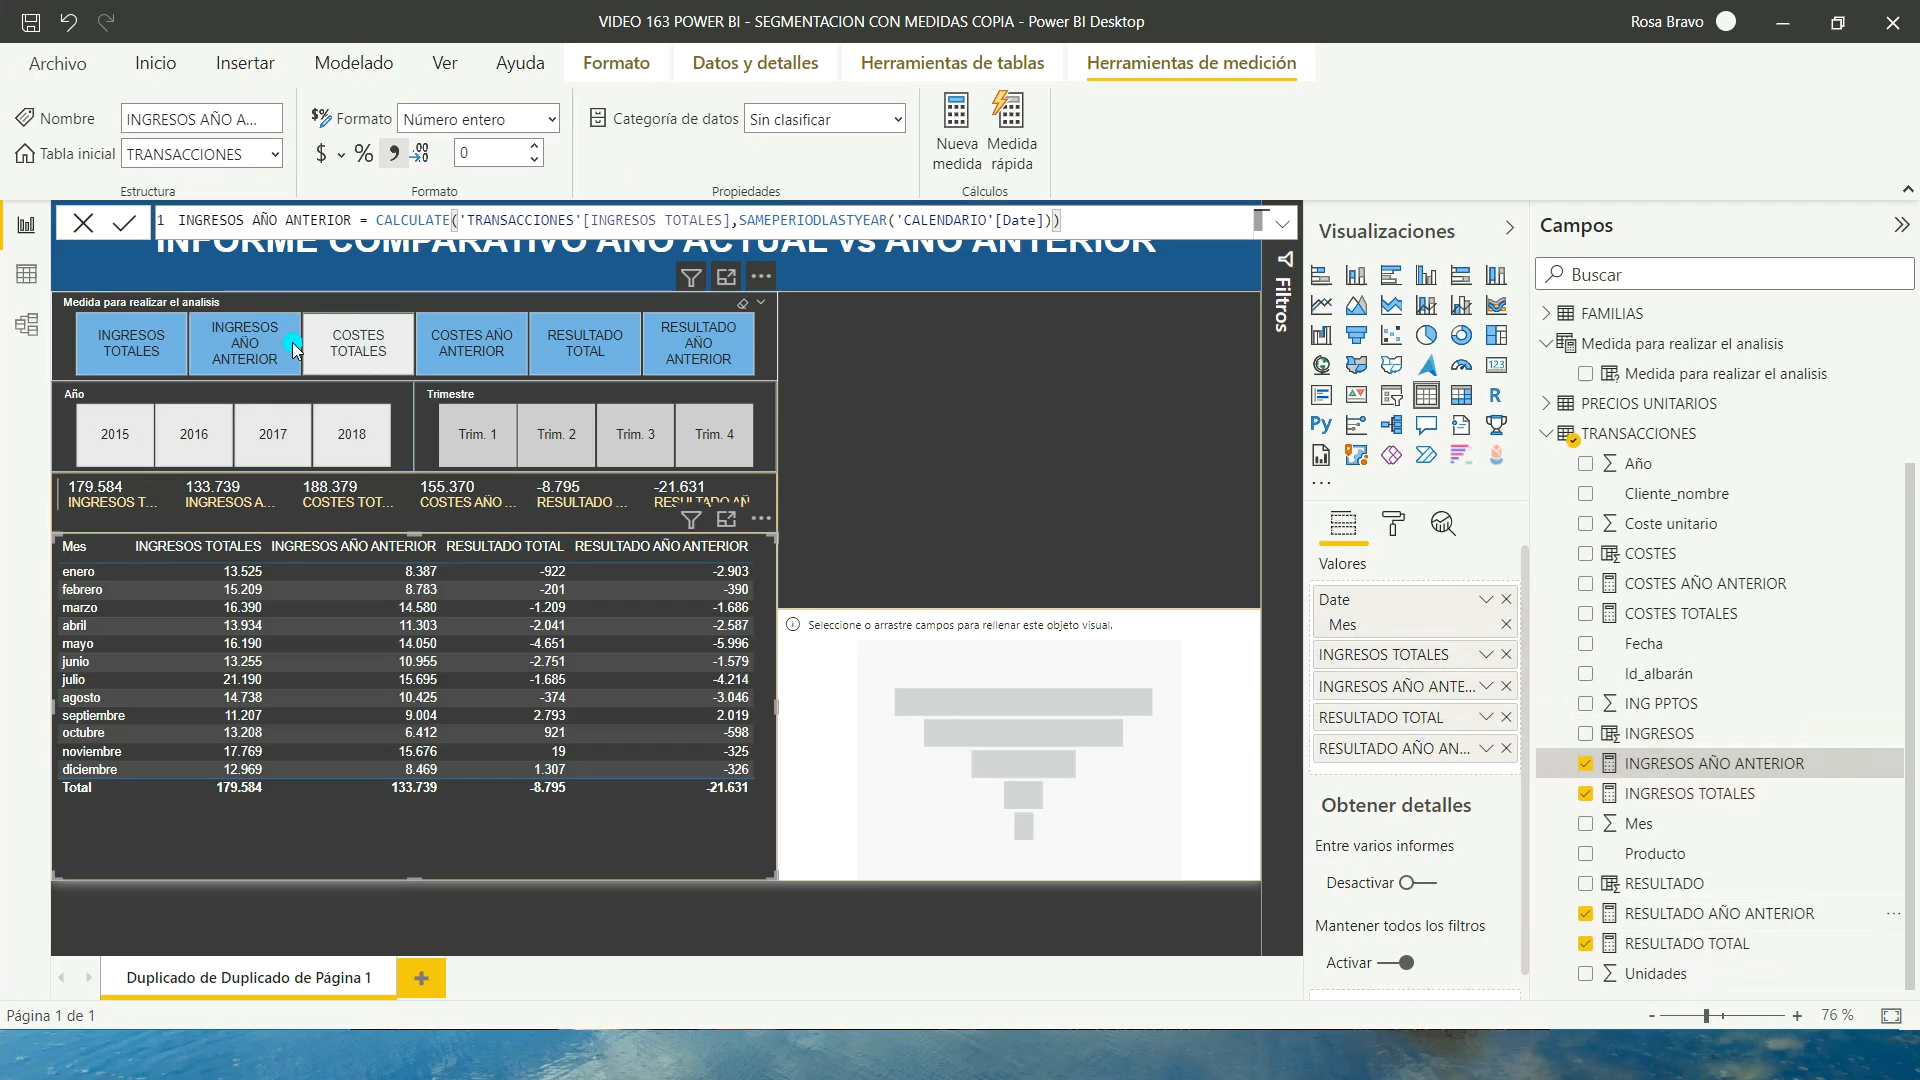 VIDEO 163 POWER BI - SEGMENTACION CON MEDIDAS COPIA - Power BI Desktop
Rosa Bravo
Archivo Inicio Insertar Modelado Ver Ayuda Formato Datos y detalles Herramientas de tablas Herramientas de medición
Nombre INGRESOS AÑO A...
Tabla inicial TRANSACCIONES
Estructura
$% Formato Número entero
$ % , .00 →0 0
Formato
Categoría de datos Sin clasificar
Propiedades
Nueva medida
Medida rápida
Cálculos
1 INGRESOS AÑO ANTERIOR = CALCULATE('TRANSACCIONES'[INGRESOS TOTALES],SAMEPERIODLASTYEAR('CALENDARIO'[Date]))
INFORME COMPARATIVO AÑO ACTUAL Vs AÑO ANTERIOR
Medida para realizar el analisis
INGRESOS TOTALES
INGRESOS AÑO ANTERIOR
COSTES TOTALES
COSTES AÑO ANTERIOR
RESULTADO TOTAL
RESULTADO AÑO ANTERIOR
Año
2015 2016 2017 2018
Trimestre
Trim. 1 Trim. 2 Trim. 3 Trim. 4
179.584 133.739 188.379 155.370 -8.795 -21.631
INGRESOS T... INGRESOS A... COSTES TOT... COSTES AÑO ... RESULTADO ... RESULTADO AÑ
Mes INGRESOS TOTALES INGRESOS AÑO ANTERIOR RESULTADO TOTAL RESULTADO AÑO ANTERIOR
enero 13.525 8.387 -922 -2.903
febrero 15.209 8.783 -201 -390
marzo 16.390 14.580 -1.209 -1.686
abril 13.934 11.303 -2.041 -2.587
mayo 16.190 14.050 -4.651 -5.996
junio 13.255 10.955 -2.751 -1.579
julio 21.190 15.695 -1.685 -4.214
agosto 14.738 10.425 -374 -3.046
septiembre 11.207 9.004 2.793 2.019
octubre 13.208 6.412 921 -598
noviembre 17.769 15.676 19 -325
diciembre 12.969 8.469 1.307 -326
Total 179.584 133.739 -8.795 -21.631
Seleccione o arrastre campos para rellenar este objeto visual.
Filtros
Visualizaciones
123
R
Py
...
Valores
Date
Mes
INGRESOS TOTALES
INGRESOS AÑO ANTE...
RESULTADO TOTAL
RESULTADO AÑO AN...
Obtener detalles
Entre varios informes
Desactivar
Mantener todos los filtros
Activar
Campos
Buscar
FAMILIAS
Medida para realizar el analisis
Medida para realizar el analisis
PRECIOS UNITARIOS
TRANSACCIONES
Año
Cliente_nombre
Coste unitario
COSTES
COSTES AÑO ANTERIOR
COSTES TOTALES
Fecha
Id_albarán
ING PPTOS
INGRESOS
INGRESOS AÑO ANTERIOR
INGRESOS TOTALES
Mes
Producto
RESULTADO
RESULTADO AÑO ANTERIOR ...
RESULTADO TOTAL
Unidades
Duplicado de Duplicado de Página 1
+
Página 1 de 1
- + 76 %